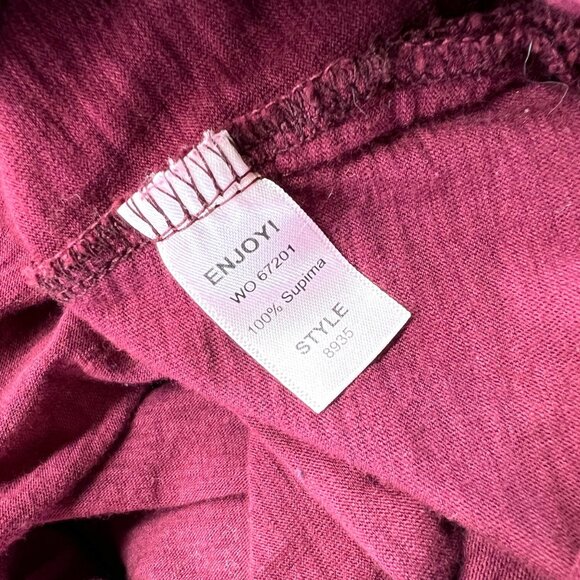 ENJOY!
WO 67201
100% Supima
STYLE
8935